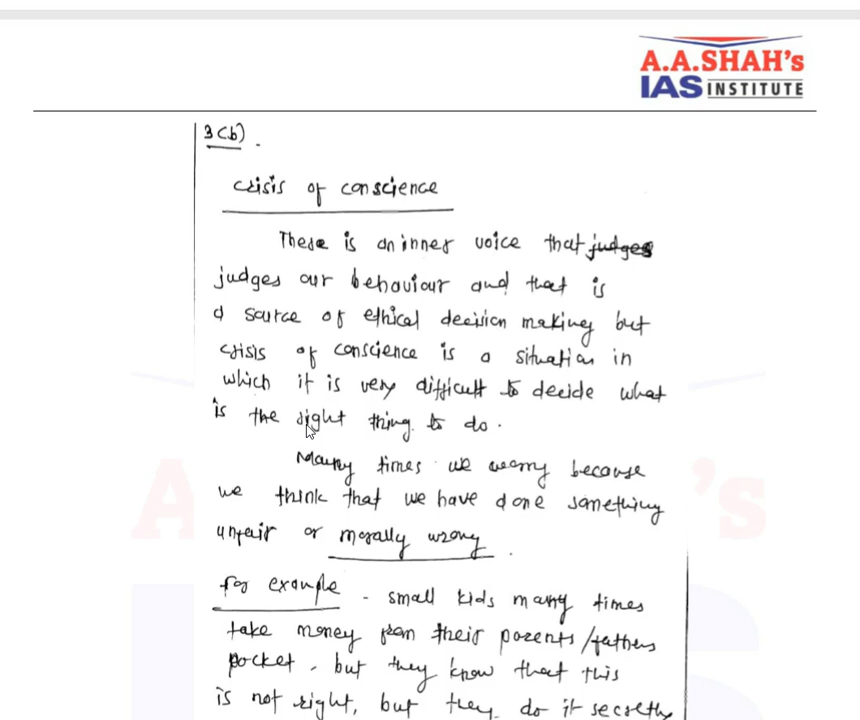 A.A.SHAH's
IAS INSTITUTE
3(b).
crisis of conscience
There is an inner voice that judges
judges our behaviour and that is
a source of ethical decision making but
crisis of conscience is a situation in
which it is very difficult to decide what
is the right thing to do.
Many times we worry because
we think that we have done something
unfair or morally wrong.
for example - small kids many times
take money from their parents/fathers
pocket, but they know that this
is not right, but they do it secretly